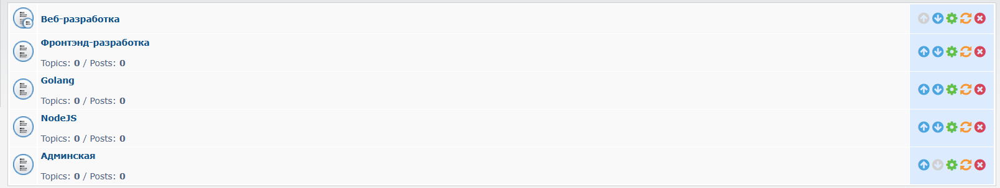 Веб-разработка
Фронтэнд-разработка
Topics: 0 / Posts: 0
Golang
Topics: 0 / Posts: 0
NodeJS
Topics: 0 / Posts: 0
Админская
Topics: 0 / Posts: 0